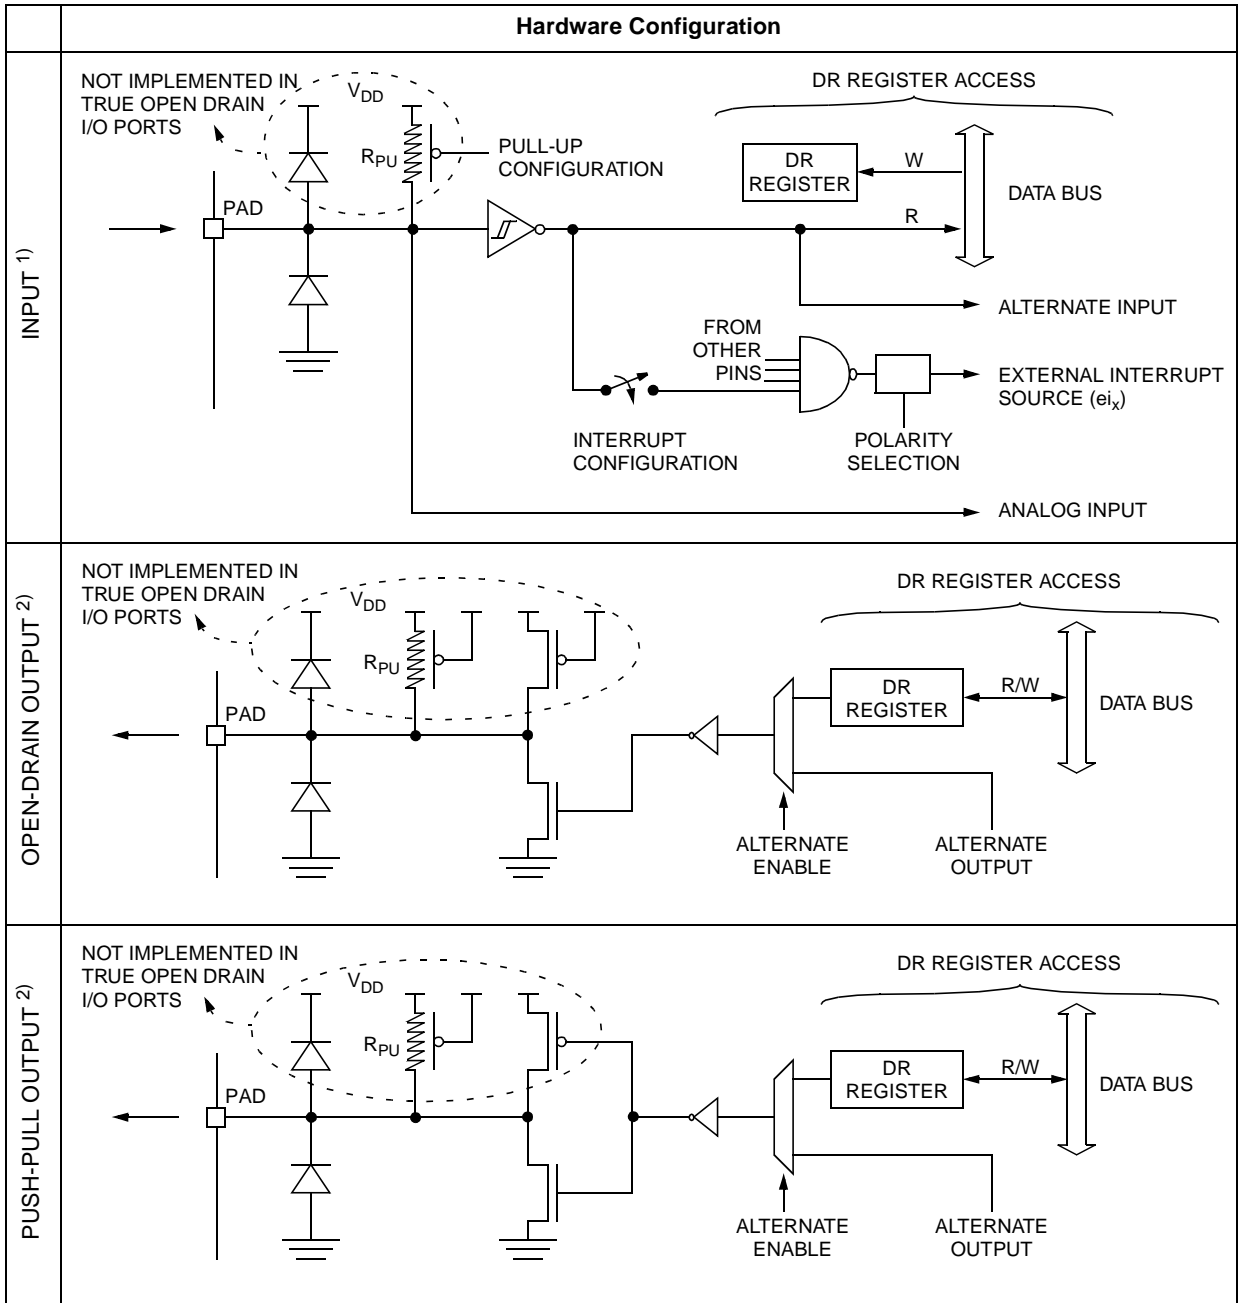 Hardware Configuration
INPUT 1)
NOT IMPLEMENTED IN
TRUE OPEN DRAIN
I/O PORTS
VDD
RPU
PULL-UP
CONFIGURATION
PAD
DR REGISTER ACCESS
DR
REGISTER
W
R
DATA BUS
ALTERNATE INPUT
FROM
OTHER
PINS
EXTERNAL INTERRUPT
SOURCE (eix)
INTERRUPT
CONFIGURATION
POLARITY
SELECTION
ANALOG INPUT
OPEN-DRAIN OUTPUT 2)
NOT IMPLEMENTED IN
TRUE OPEN DRAIN
I/O PORTS
VDD
RPU
PAD
DR REGISTER ACCESS
DR
REGISTER
R/W
DATA BUS
ALTERNATE
ENABLE
ALTERNATE
OUTPUT
PUSH-PULL OUTPUT 2)
NOT IMPLEMENTED IN
TRUE OPEN DRAIN
I/O PORTS
VDD
RPU
PAD
DR REGISTER ACCESS
DR
REGISTER
R/W
DATA BUS
ALTERNATE
ENABLE
ALTERNATE
OUTPUT